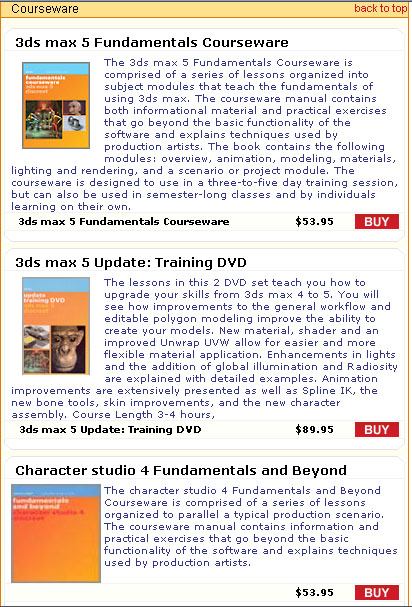 Courseware
back to top
3ds max 5 Fundamentals Courseware
The 3ds max 5 Fundamentals Courseware is
comprised of a series of lessons organized into
subject modules that teach the fundamentals of
using 3ds max. The courseware manual contains
both informational material and practical exercises
that go beyond the basic functionality of the
software and explains techniques used by
production artists. The book contains the following
modules: overview, animation, modeling, materials,
lighting and rendering, and a scenario or project module. The
courseware is designed to use in a three-to-five day training session,
but can also be used in semester-long classes and by individuals
learning on their own.
fundamentals
courseware
3ds max 5
discreet
3ds max 5 Fundamentals Courseware
$53.95
BUY
3ds max 5 Update: Training DVD
The lessons in this 2 DVD set teach you how to
upgrade your skills from 3ds max 4 to 5. You will
see how improvements to the general workflow and
editable polygon modeling improve the ability to
create your models. New material, shader and an
improved Unwrap UVW allow for easier and more
flexible material application. Enhancements in lights
and the addition of global illumination and Radiosity
are explained with detailed examples. Animation
improvements are extensively presented as well as Spline IK, the
new bone tools, skin improvements, and the new character
assembly. Course Length 3-4 hours,
update
training DVD
3ds max 5
discreet
3ds max 5 Update: Training DVD
$89.95
BUY
Character studio 4 Fundamentals and Beyond
The character studio 4 Fundamentals and Beyond
Courseware is comprised of a series of lessons
organized to parallel a typical production scenario.
The courseware manual contains information and
practical exercises that go beyond the basic
functionality of the software and explains techniques
used by production artists.
fundamentals
and beyond
character studio 4
discreet
$53.95
BUY